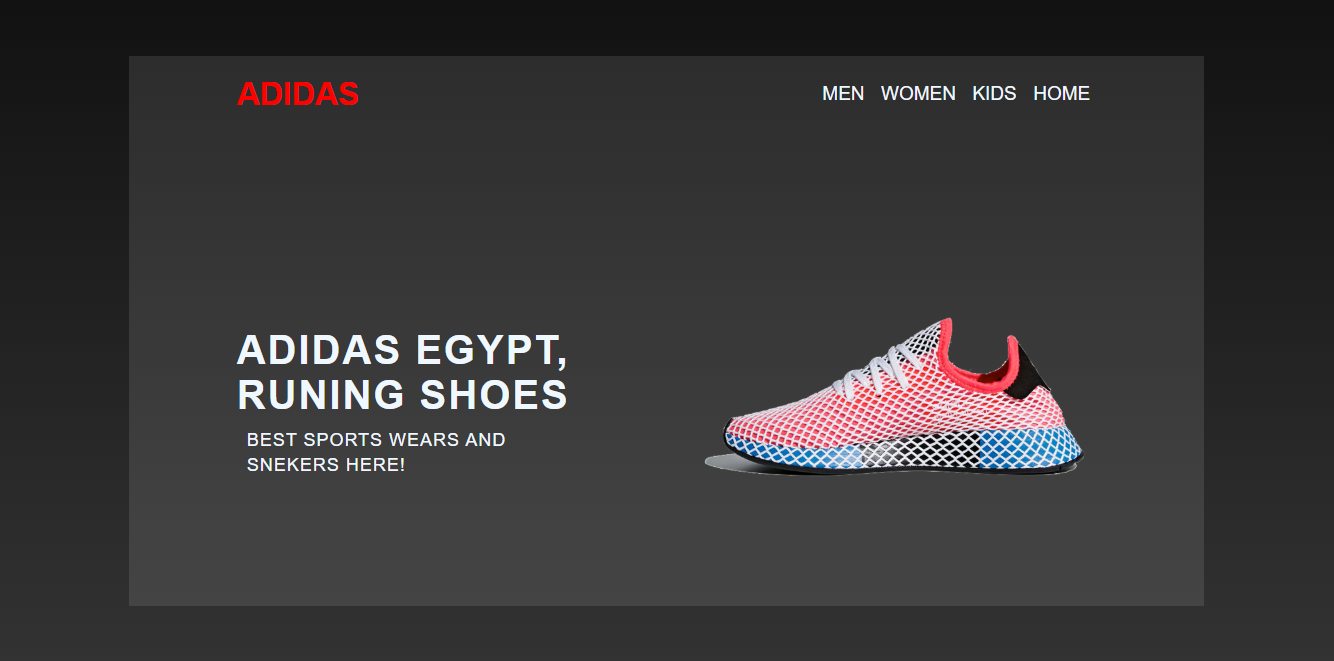 ADIDAS
MEN WOMEN KIDS HOME
ADIDAS EGYPT,
RUNING SHOES
BEST SPORTS WEARS AND
SNEKERS HERE!